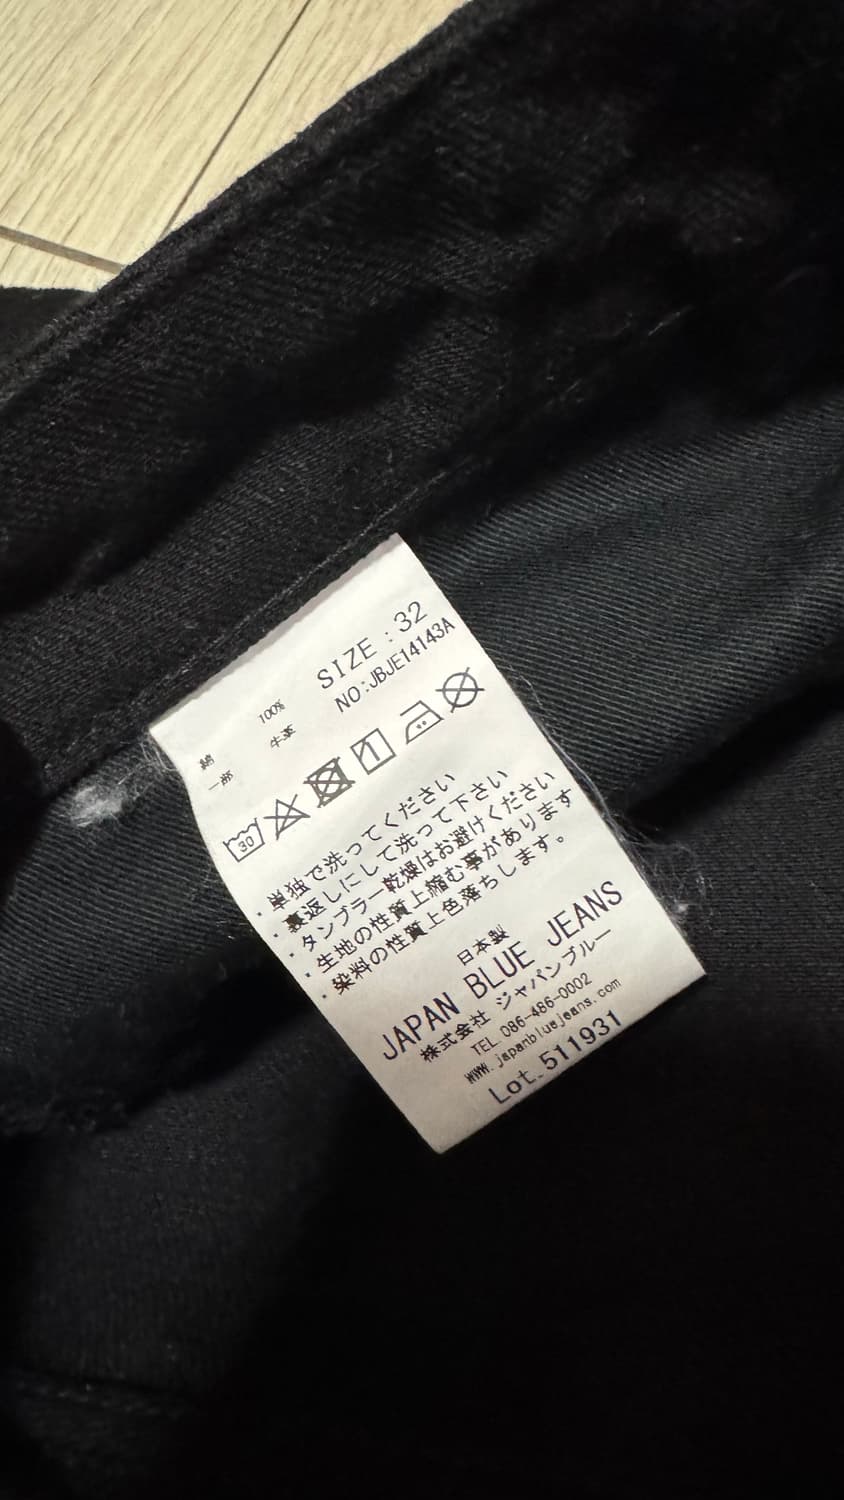 SIZE : 32
NO:JBJE14143A
綿 100%
一部 牛革
30
・単独で洗ってください
・裏返しにして洗って下さい
・タンブラー乾燥はお避けください
・生地の性質上縮む事があります
・染料の性質上色落ちします。
日本製
JAPAN BLUE JEANS
株式会社 ジャパンブルー
TEL 086-486-0002
WWW.japanbluejeans.com
Lot.511931